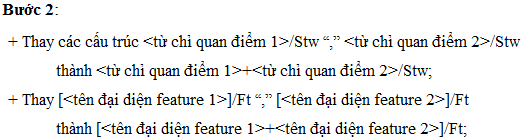 Bước 2:
+ Thay các cấu trúc <từ chỉ quan điểm 1>/Stw “,” <từ chỉ quan điểm 2>/Stw
thành <từ chỉ quan điểm 1>+<từ chỉ quan điểm 2>/Stw;
+ Thay [<tên đại diện feature 1>]/Ft “,” [<tên đại diện feature 2>]/Ft
thành [<tên đại diện feature 1>+<tên đại diện feature 2>]/Ft;